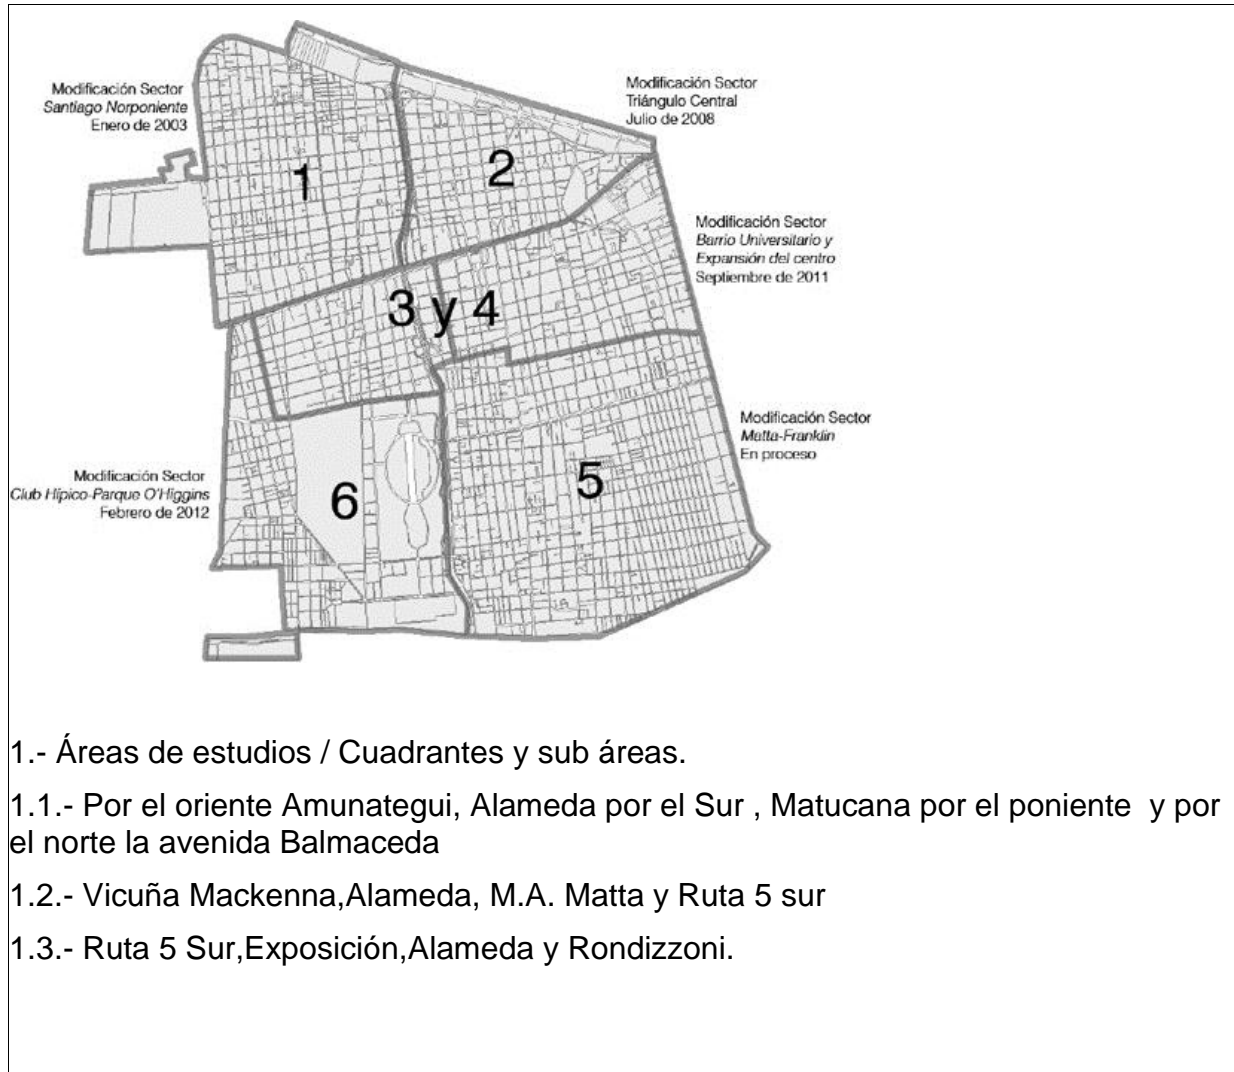 Modificación Sector
Santiago Norponiente
Enero de 2003
Modificación Sector
Triángulo Central
Julio de 2008
1
2
Modificación Sector
Barrio Universitario y
Expansión del centro
Septiembre de 2011
3 y 4
Modificación Sector
Matta-Franklin
En proceso
Modificación Sector
Club Hípico-Parque O'Higgins
Febrero de 2012
5
6
1.- Áreas de estudios / Cuadrantes y sub áreas.
1.1.- Por el oriente Amunategui, Alameda por el Sur , Matucana por el poniente y por
el norte la avenida Balmaceda
1.2.- Vicuña Mackenna,Alameda, M.A. Matta y Ruta 5 sur
1.3.- Ruta 5 Sur,Exposición,Alameda y Rondizzoni.